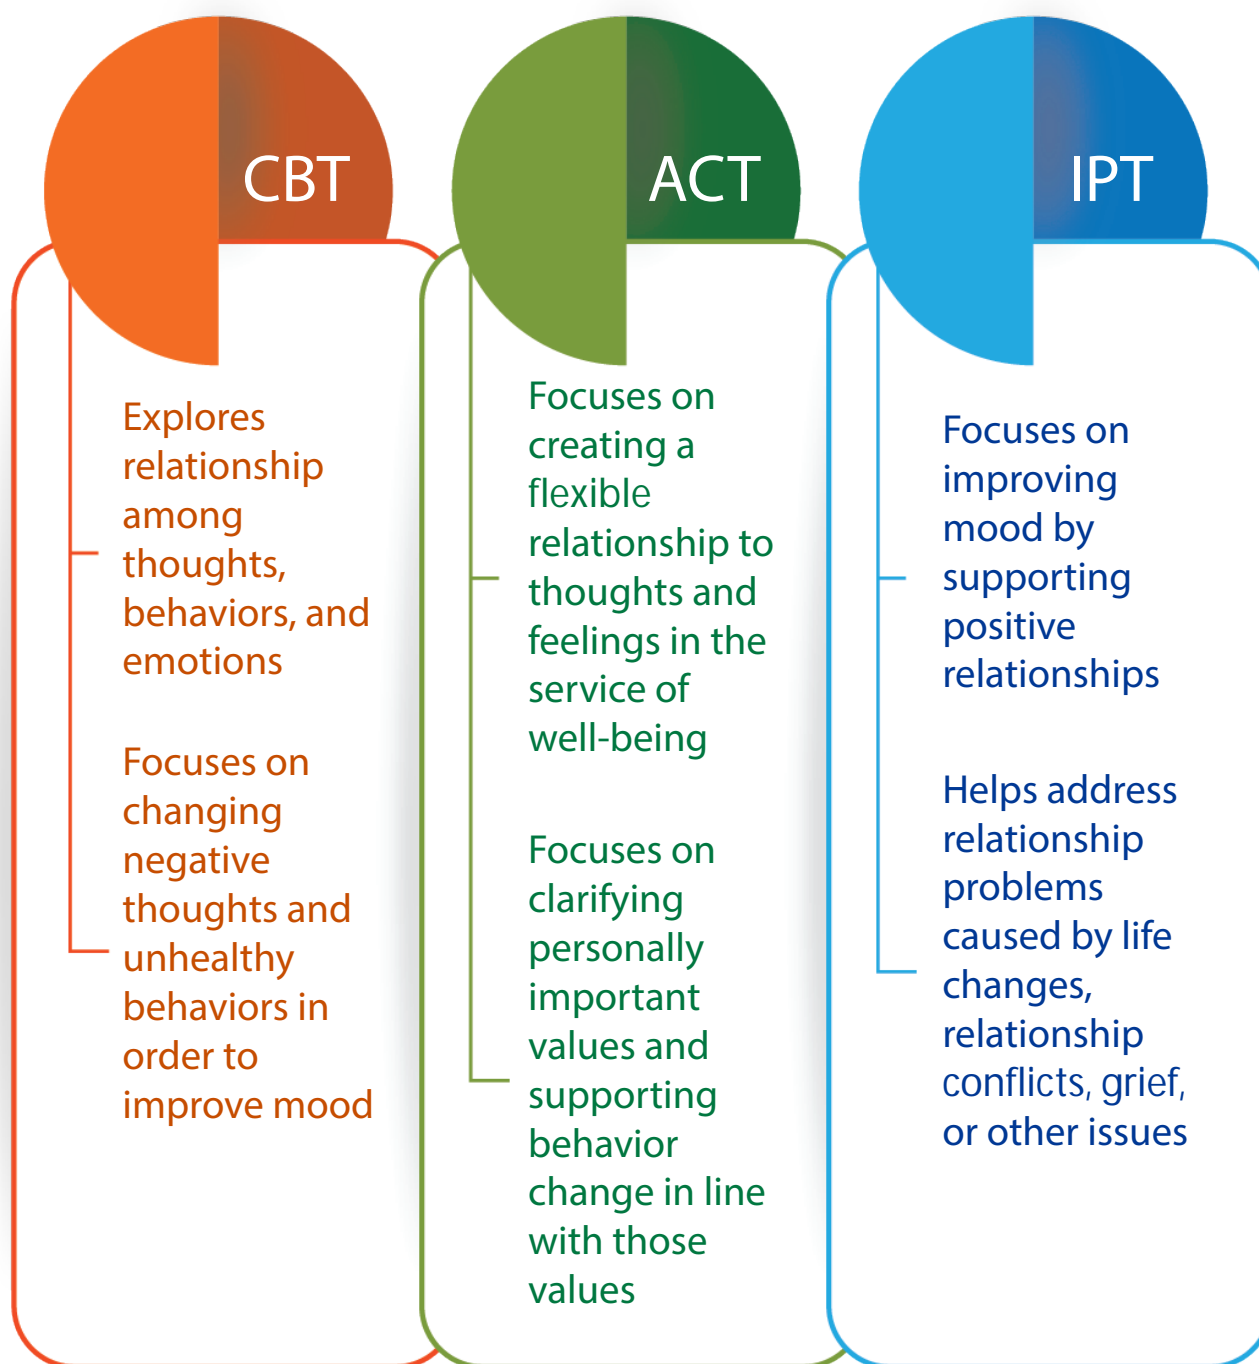 CBT
Explores
relationship
among
thoughts,
behaviors, and
emotions
Focuses on
changing
negative
thoughts and
unhealthy
behaviors in
order to
improve mood
ACT
Focuses on
creating a
flexible
relationship to
thoughts and
feelings in the
service of
well-being
Focuses on
clarifying
personally
important
values and
supporting
behavior
change in line
with those
values
IPT
Focuses on
improving
mood by
supporting
positive
relationships
Helps address
relationship
problems
caused by life
changes,
relationship
conflicts, grief,
or other issues